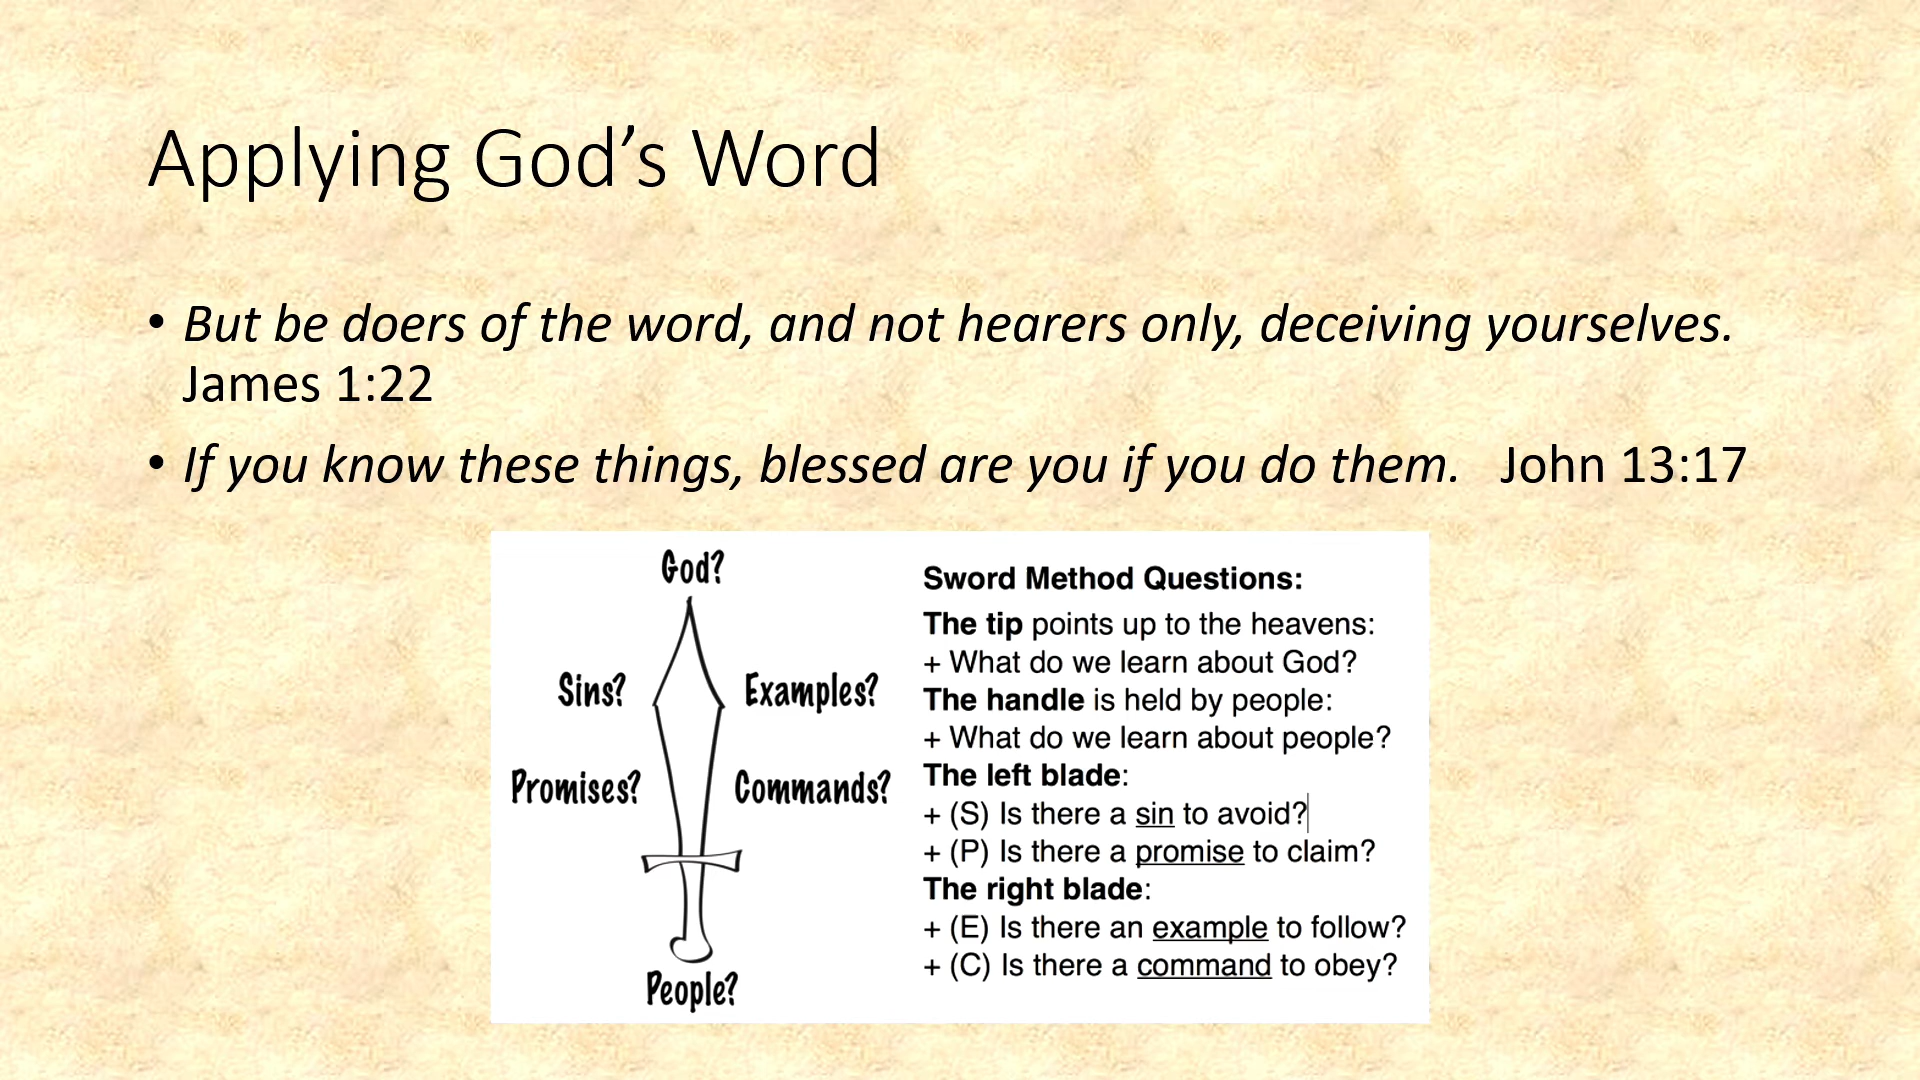 Applying God’s Word
• But be doers of the word, and not hearers only, deceiving yourselves.
James 1:22
• If you know these things, blessed are you if you do them. John 13:17
God?
Sins?
Examples?
Promises?
Commands?
People?
Sword Method Questions:
The tip points up to the heavens:
+ What do we learn about God?
The handle is held by people:
+ What do we learn about people?
The left blade:
+ (S) Is there a sin to avoid?
+ (P) Is there a promise to claim?
The right blade:
+ (E) Is there an example to follow?
+ (C) Is there a command to obey?